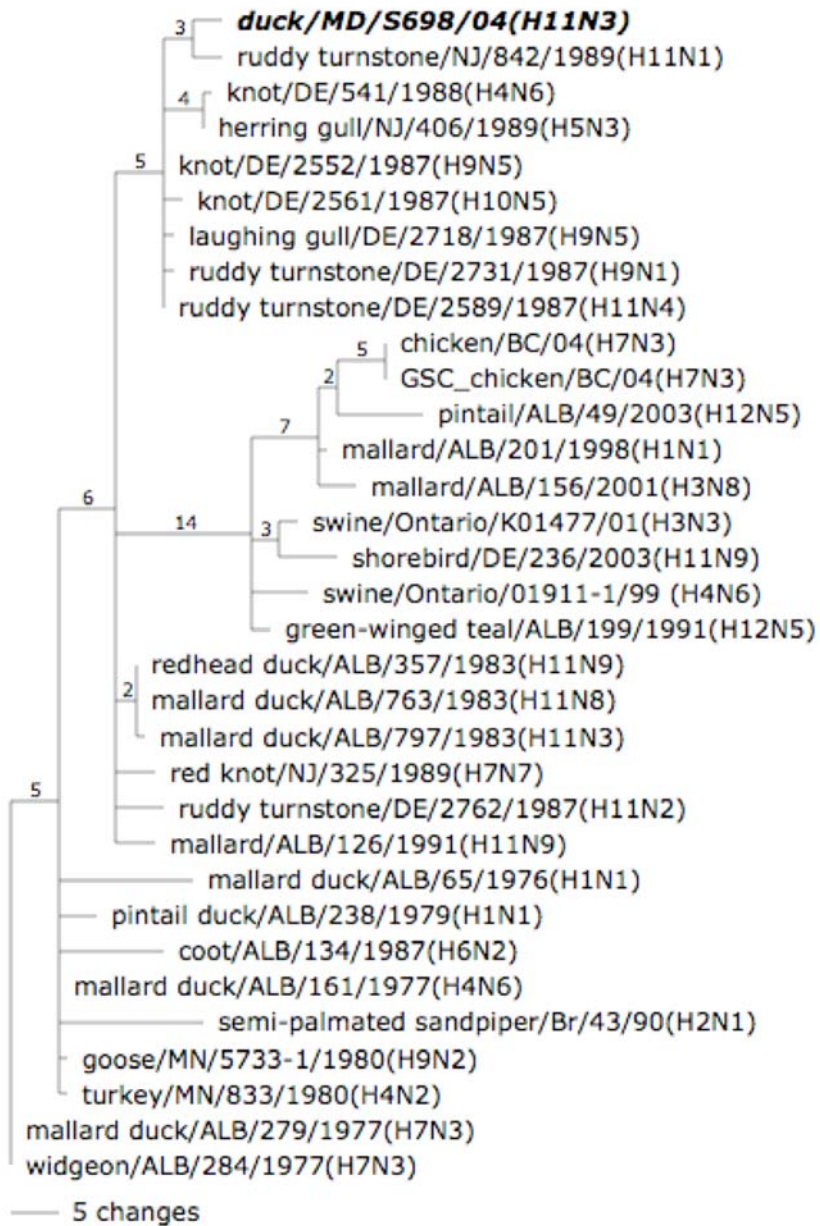 3
duck/MD/S698/04(H11N3)
ruddy turnstone/NJ/842/1989(H11N1)
4
knot/DE/541/1988(H4N6)
herring gull/NJ/406/1989(H5N3)
5
knot/DE/2552/1987(H9N5)
knot/DE/2561/1987(H10N5)
laughing gull/DE/2718/1987(H9N5)
ruddy turnstone/DE/2731/1987(H9N1)
ruddy turnstone/DE/2589/1987(H11N4)
5
chicken/BC/04(H7N3)
2
GSC_chicken/BC/04(H7N3)
pintail/ALB/49/2003(H12N5)
7
mallard/ALB/201/1998(H1N1)
mallard/ALB/156/2001(H3N8)
6
14
3
swine/Ontario/K01477/01(H3N3)
shorebird/DE/236/2003(H11N9)
swine/Ontario/01911-1/99 (H4N6)
green-winged teal/ALB/199/1991(H12N5)
redhead duck/ALB/357/1983(H11N9)
2
mallard duck/ALB/763/1983(H11N8)
mallard duck/ALB/797/1983(H11N3)
red knot/NJ/325/1989(H7N7)
5
ruddy turnstone/DE/2762/1987(H11N2)
mallard/ALB/126/1991(H11N9)
mallard duck/ALB/65/1976(H1N1)
pintail duck/ALB/238/1979(H1N1)
coot/ALB/134/1987(H6N2)
mallard duck/ALB/161/1977(H4N6)
semi-palmated sandpiper/Br/43/90(H2N1)
goose/MN/5733-1/1980(H9N2)
turkey/MN/833/1980(H4N2)
mallard duck/ALB/279/1977(H7N3)
widgeon/ALB/284/1977(H7N3)
5 changes